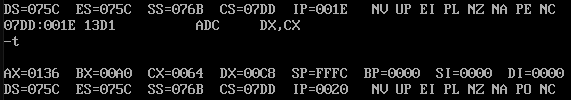 DS=075C ES=075C SS=076B CS=07DD IP=001E NV UP EI PL NZ NA PE NC
07DD:001E 13D1 ADC DX,CX
-t
AX=0136 BX=00A0 CX=0064 DX=00C8 SP=FFFC BP=0000 SI=0000 DI=0000
DS=075C ES=075C SS=076B CS=07DD IP=0020 NV UP EI PL NZ NA PO NC